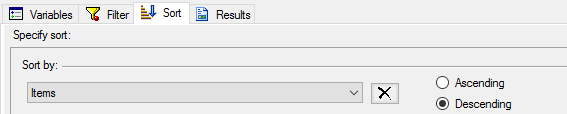 Variables Filter Sort Results
Specify sort:
Sort by:
Items
Ascending
Descending